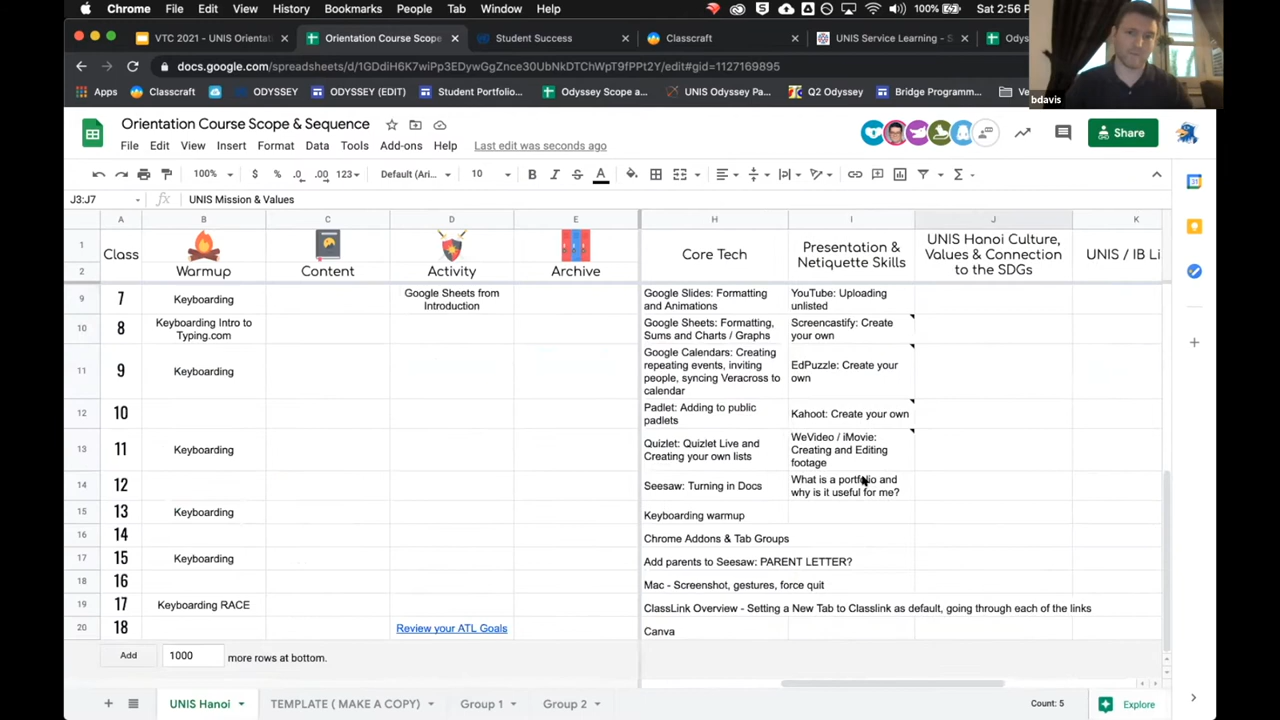 Chrome File Edit View History Bookmarks People Tab Window Help 100% Sat 2:56 P
VTC 2021 - UNIS Orientat
Orientation Course Scope
Student Success
Classcraft
UNIS Service Learning - S
Odys
docs.google.com/spreadsheets/d/
Apps Classcraft ODYSSEY ODYSSEY (EDIT) Student Portfolio... Odyssey Scope a... UNIS Odyssey Pa... Q2 Odyssey Bridge Programm... Ve
bdavis
Orientation Course Scope & Sequence
Share
File Edit View Insert Format Data Tools Add-ons Help Last edit was seconds ago
100% $ % .0 .00 123 Default (Ari... 10 B I S A
J3:J7 fx UNIS Mission & Values
A B C D E H I J K
1
2
Class
Warmup
Content
Activity
Archive
Core Tech
Presentation &
Netiquette Skills
UNIS Hanoi Culture,
Values & Connection
to the SDGs
UNIS / IB Li
9 7 Keyboarding
Google Sheets from
Introduction
Google Slides: Formatting
and Animations
YouTube: Uploading
unlisted
10 8
Keyboarding Intro to
Typing.com
Google Sheets: Formatting,
Sums and Charts / Graphs
Screencastify: Create
your own
11 9 Keyboarding
Google Calendars: Creating
repeating events, inviting
people, syncing Veracross to
calendar
EdPuzzle: Create your
own
12 10
Padlet: Adding to public
padlets
Kahoot: Create your own
13 11 Keyboarding
Quizlet: Quizlet Live and
Creating your own lists
WeVideo / iMovie:
Creating and Editing
footage
14 12 Seesaw: Turning in Docs
What is a portfolio and
why is it useful for me?
15 13 Keyboarding Keyboarding warmup
16 14 Chrome Addons & Tab Groups
17 15 Keyboarding Add parents to Seesaw: PARENT LETTER?
18 16 Mac - Screenshot, gestures, force quit
19 17 Keyboarding RACE ClassLink Overview - Setting a New Tab to Classlink as default, going through each of the links
20 18 Review your ATL Goals Canva
Add 1000 more rows at bottom.
UNIS Hanoi TEMPLATE ( MAKE A COPY) Group 1 Group 2 Count: 5 Explore